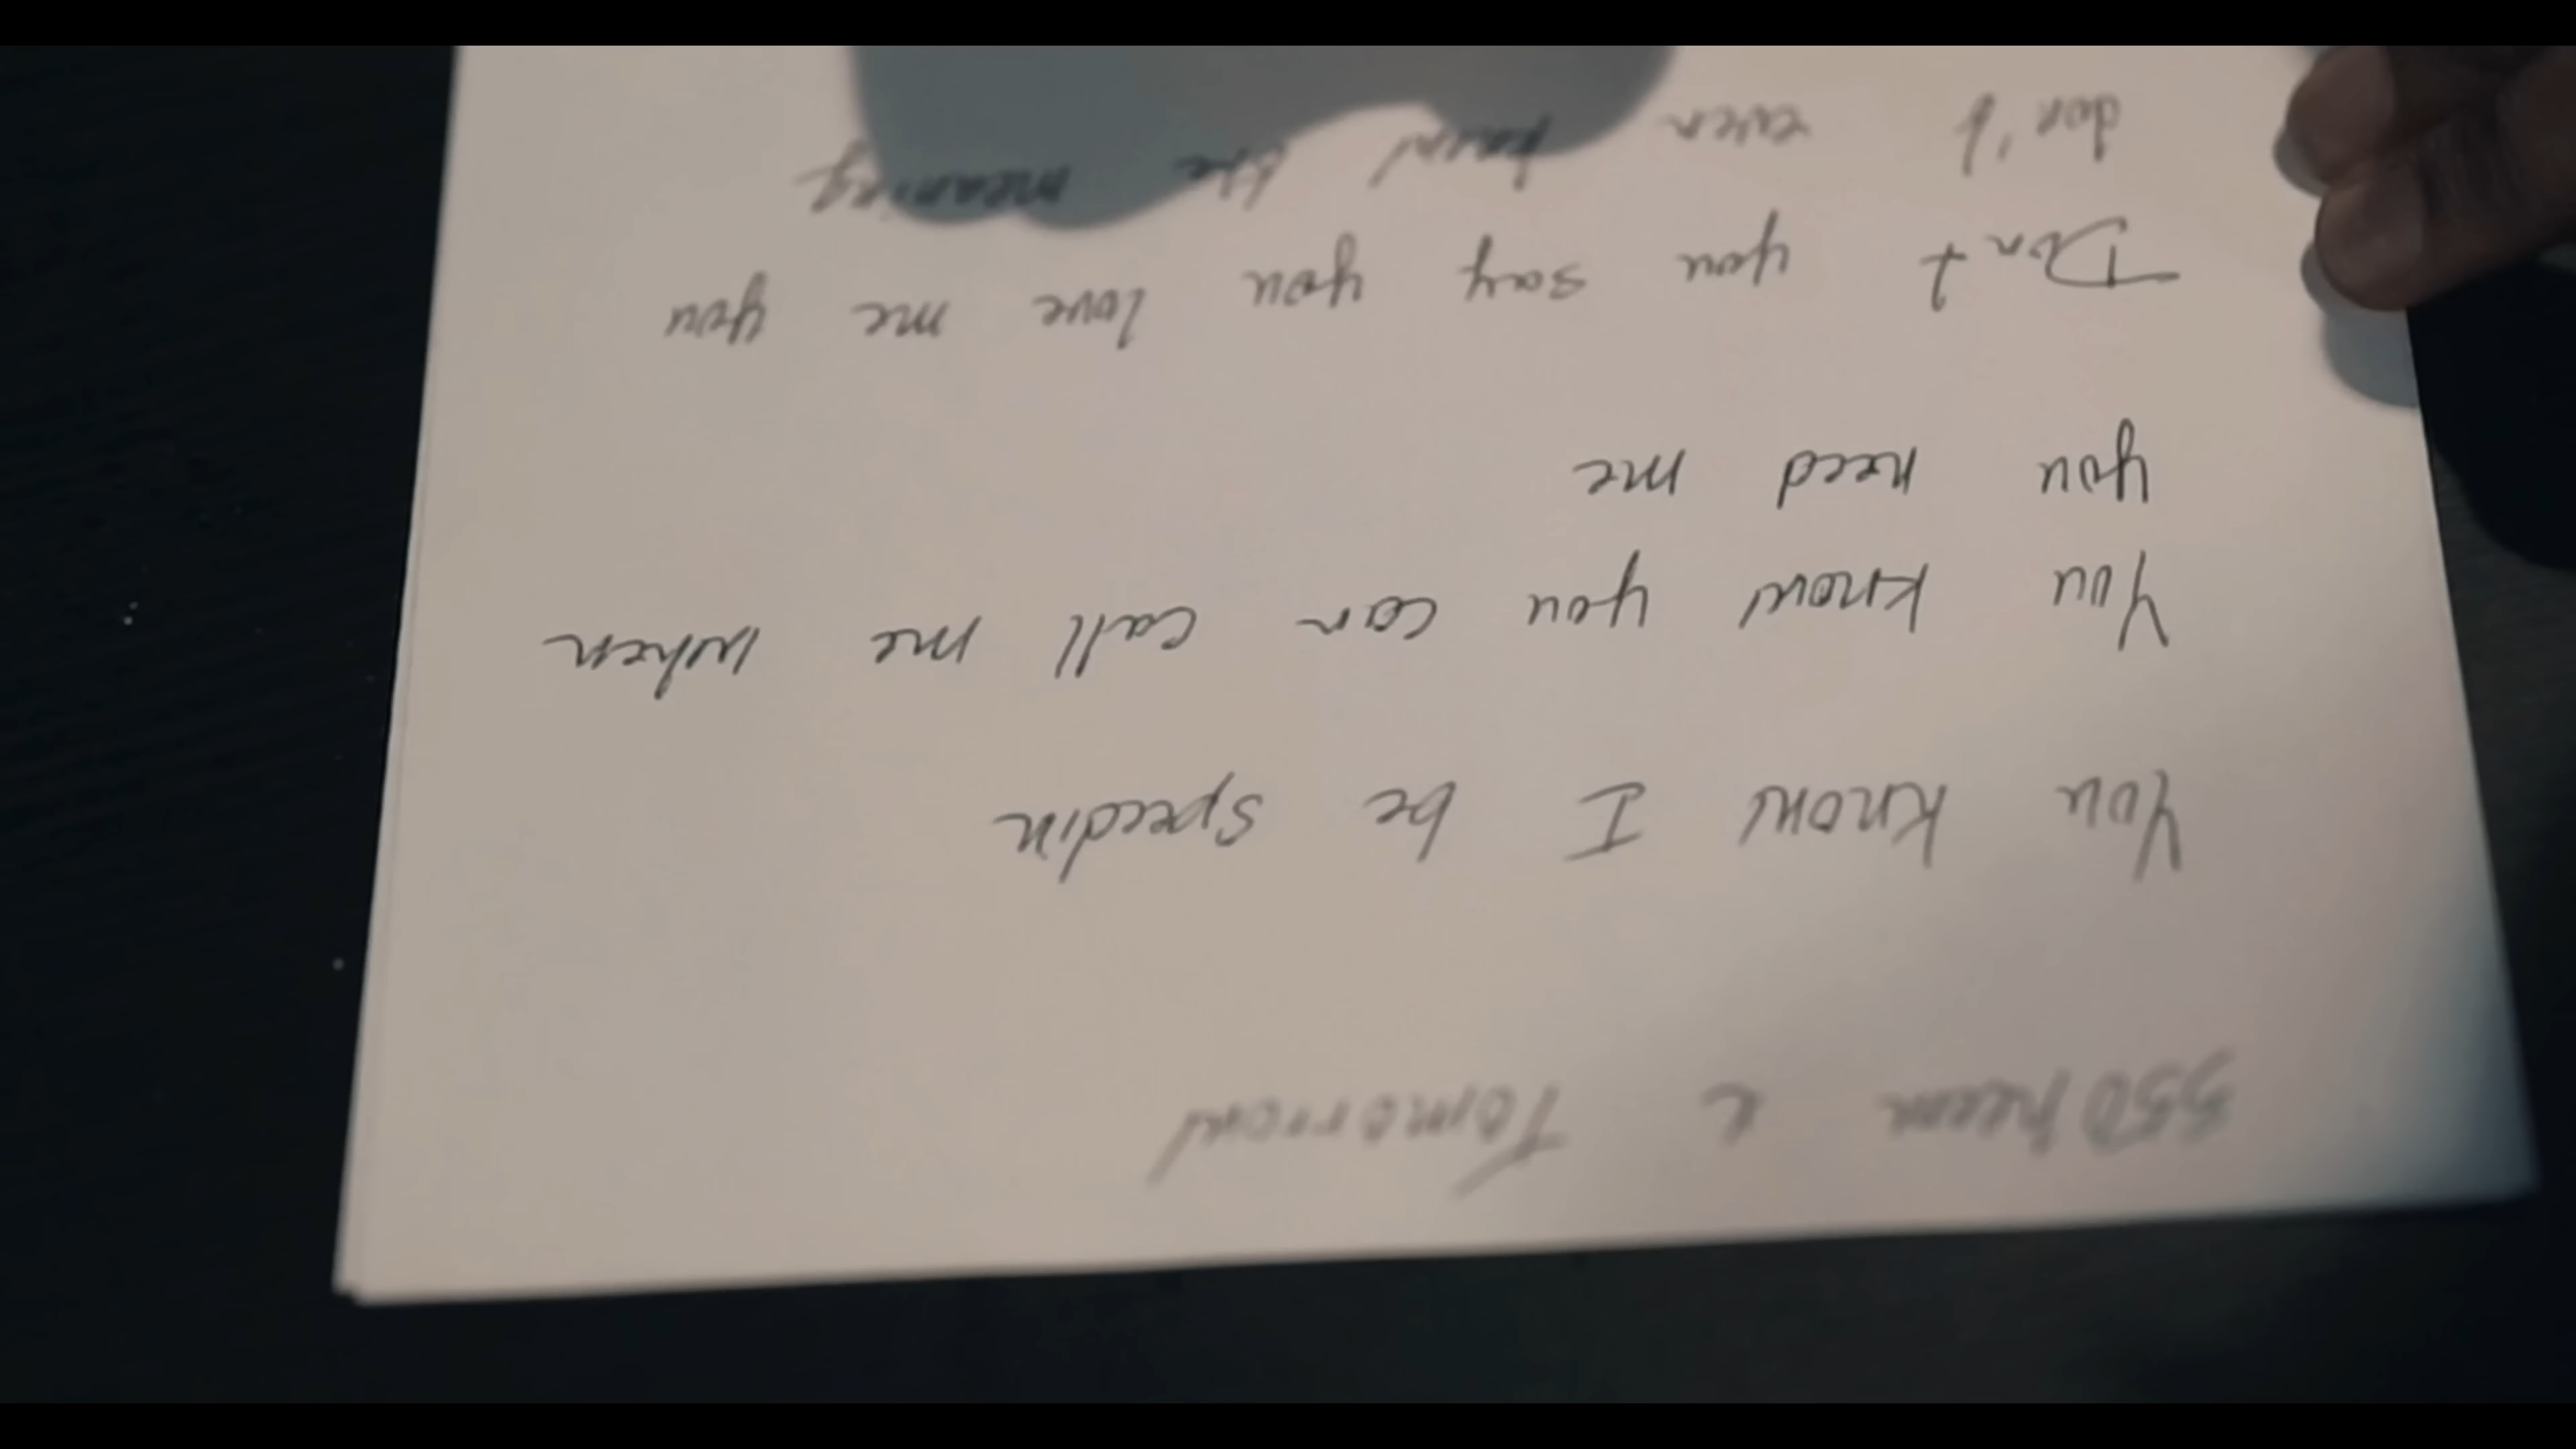 Tomorrow
You know I be speedin
You know you can call me when
you need me
Don't you say you love me you
don't even know the meaning